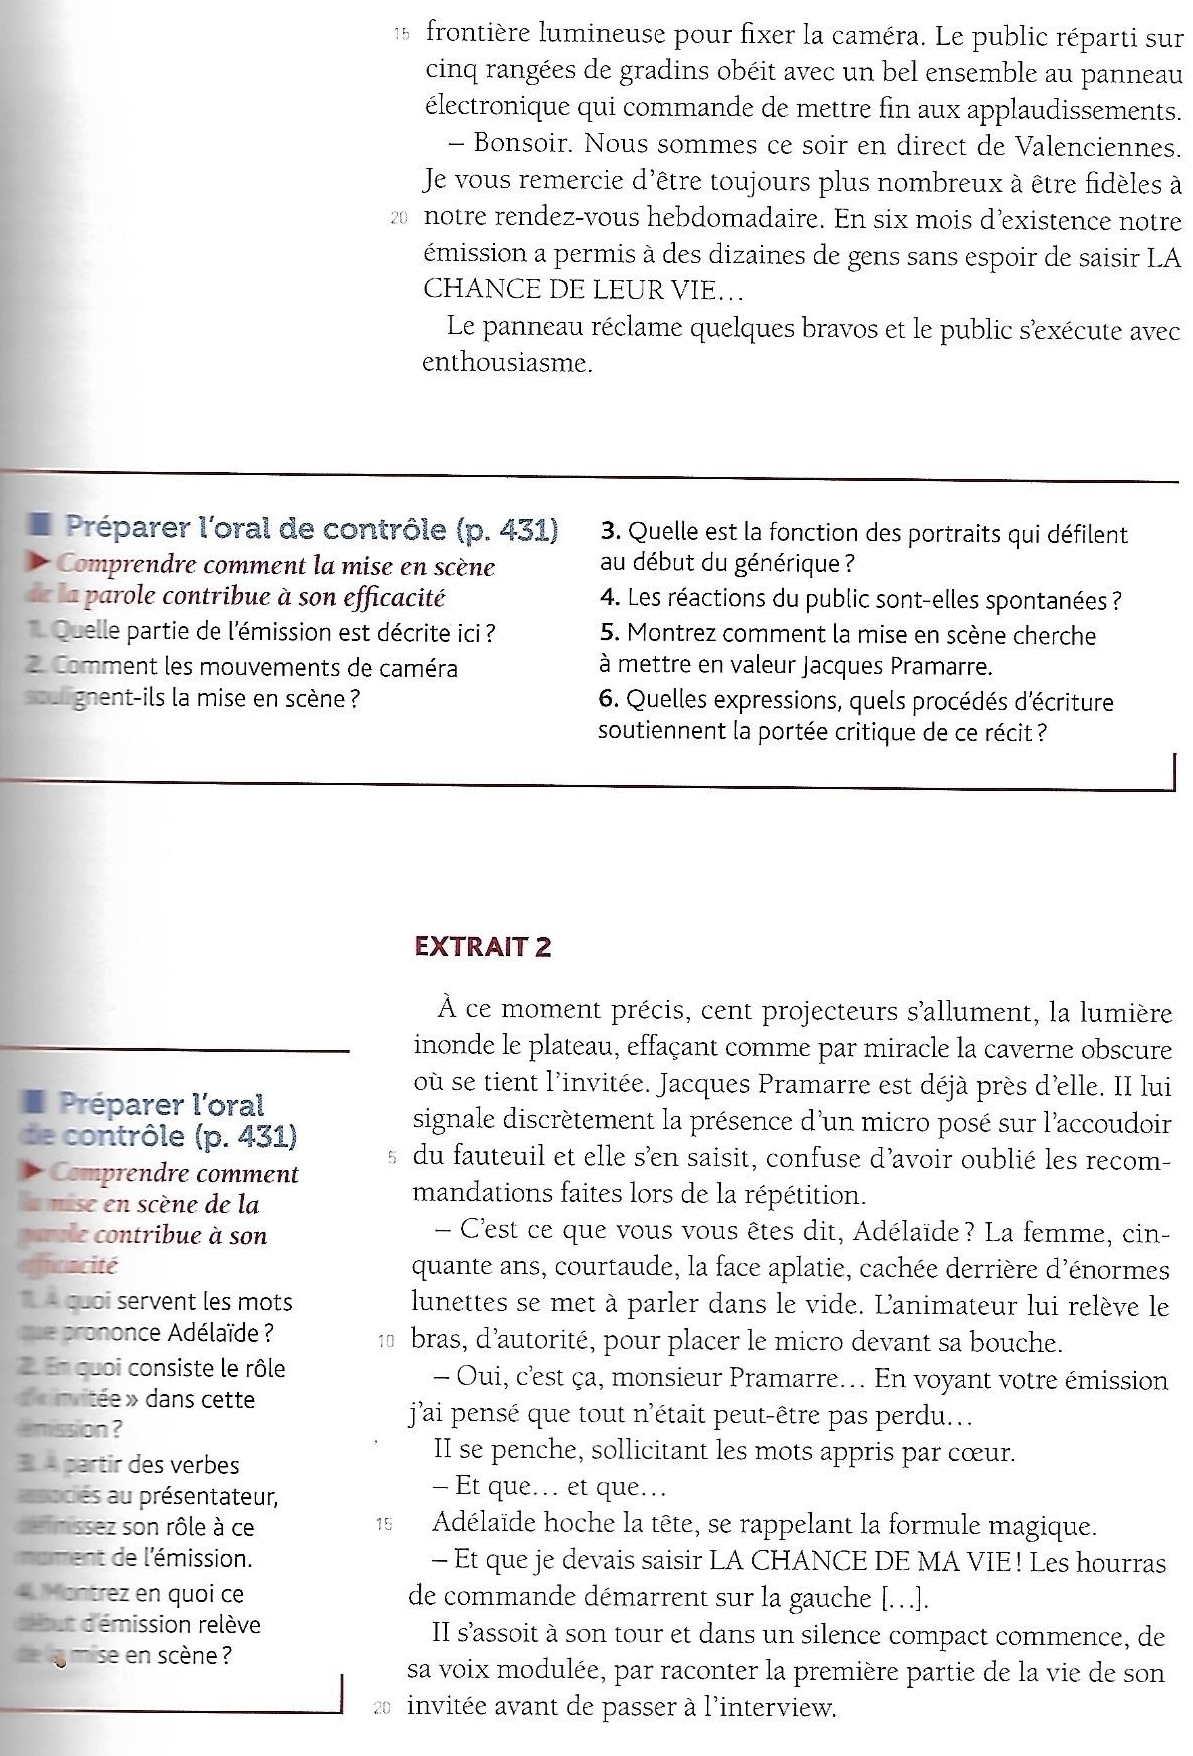 15 frontière lumineuse pour fixer la caméra. Le public réparti sur
cinq rangées de gradins obéit avec un bel ensemble au panneau
électronique qui commande de mettre fin aux applaudissements.
– Bonsoir. Nous sommes ce soir en direct de Valenciennes.
Je vous remercie d'être toujours plus nombreux à être fidèles à
20 notre rendez-vous hebdomadaire. En six mois d'existence notre
émission a permis à des dizaines de gens sans espoir de saisir LA
CHANCE DE LEUR VIE…
Le panneau réclame quelques bravos et le public s'exécute avec
enthousiasme.
Préparer l'oral de contrôle (p. 431)
Comprendre comment la mise en scène
de la parole contribue à son efficacité
1. Quelle partie de l'émission est décrite ici ?
2. Comment les mouvements de caméra
soulignent-ils la mise en scène ?
3. Quelle est la fonction des portraits qui défilent
au début du générique ?
4. Les réactions du public sont-elles spontanées ?
5. Montrez comment la mise en scène cherche
à mettre en valeur Jacques Pramarre.
6. Quelles expressions, quels procédés d'écriture
soutiennent la portée critique de ce récit ?
EXTRAIT 2
À ce moment précis, cent projecteurs s'allument, la lumière
inonde le plateau, effaçant comme par miracle la caverne obscure
où se tient l'invitée. Jacques Pramarre est déjà près d'elle. II lui
signale discrètement la présence d'un micro posé sur l'accoudoir
5 du fauteuil et elle s'en saisit, confuse d'avoir oublié les recom-
mandations faites lors de la répétition.
– C'est ce que vous vous êtes dit, Adélaïde ? La femme, cin-
quante ans, courtaude, la face aplatie, cachée derrière d'énormes
lunettes se met à parler dans le vide. L'animateur lui relève le
10 bras, d'autorité, pour placer le micro devant sa bouche.
– Oui, c'est ça, monsieur Pramarre… En voyant votre émission
j'ai pensé que tout n'était peut-être pas perdu…
II se penche, sollicitant les mots appris par cœur.
– Et que… et que…
15 Adélaïde hoche la tête, se rappelant la formule magique.
– Et que je devais saisir LA CHANCE DE MA VIE ! Les hourras
de commande démarrent sur la gauche […].
II s'assoit à son tour et dans un silence compact commence, de
sa voix modulée, par raconter la première partie de la vie de son
20 invitée avant de passer à l'interview.
Préparer l'oral
de contrôle (p. 431)
Comprendre comment
la mise en scène de la
parole contribue à son
efficacité
1. À quoi servent les mots
que prononce Adélaïde ?
2. En quoi consiste le rôle
d'« invitée » dans cette
émission ?
3. À partir des verbes
associés au présentateur,
définissez son rôle à ce
moment de l'émission.
4. Montrez en quoi ce
début d'émission relève
de la mise en scène ?